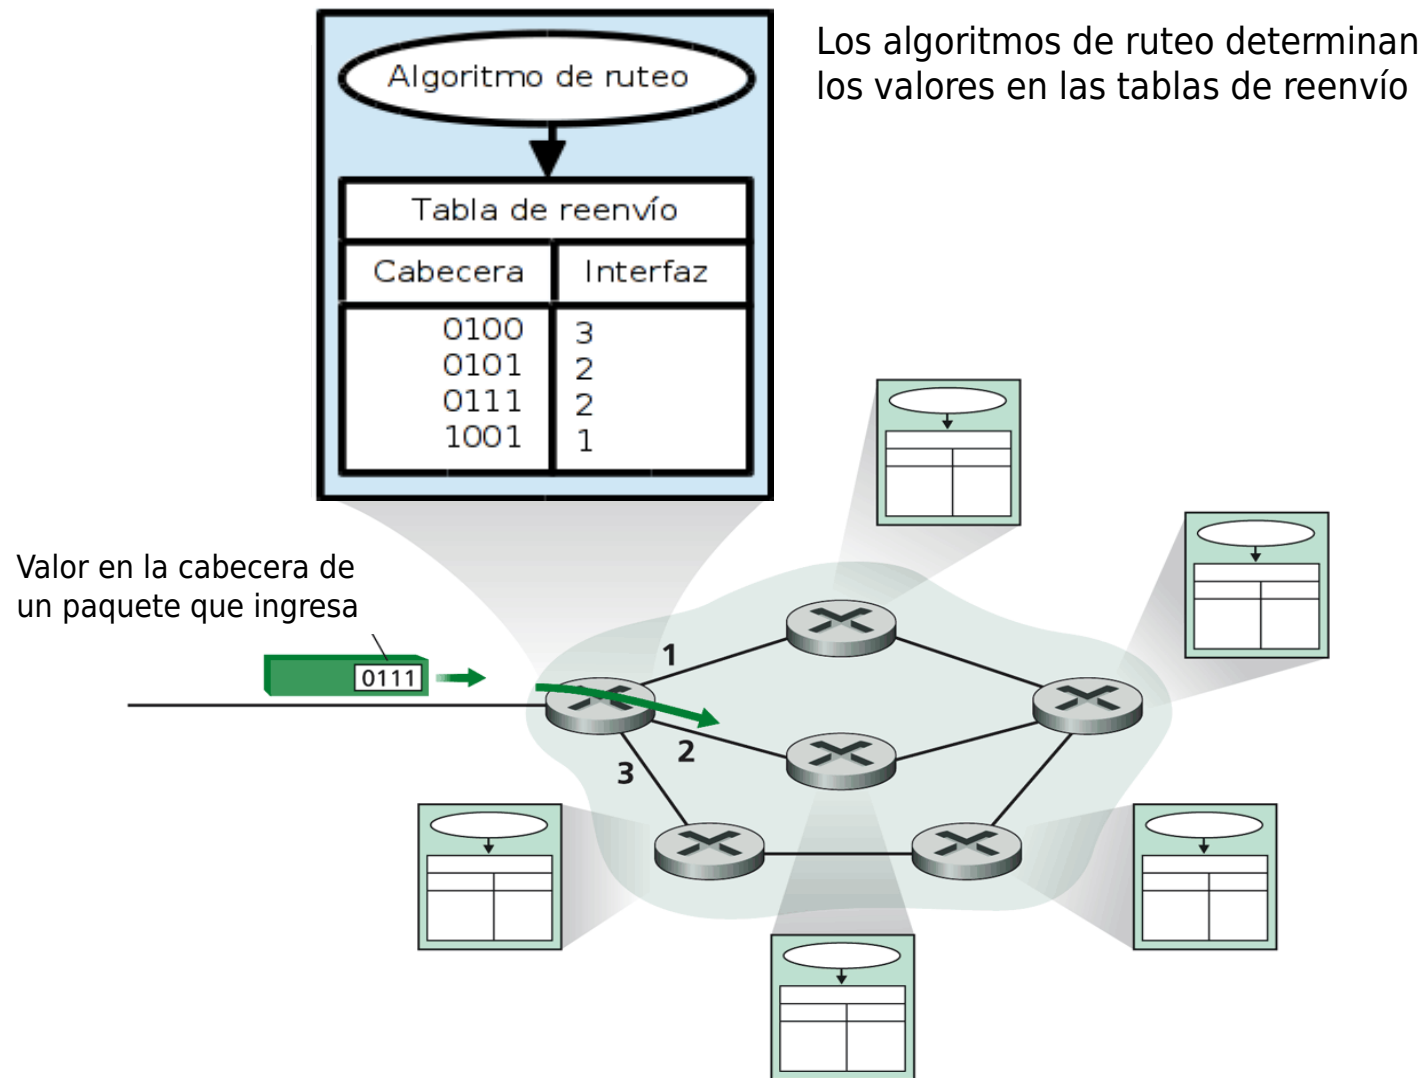 Algoritmo de ruteo
Los algoritmos de ruteo determinan
los valores en las tablas de reenvío
Tabla de reenvío
Cabecera Interfaz
0100 3
0101 2
0111 2
1001 1
Valor en la cabecera de
un paquete que ingresa
0111
1
2
3